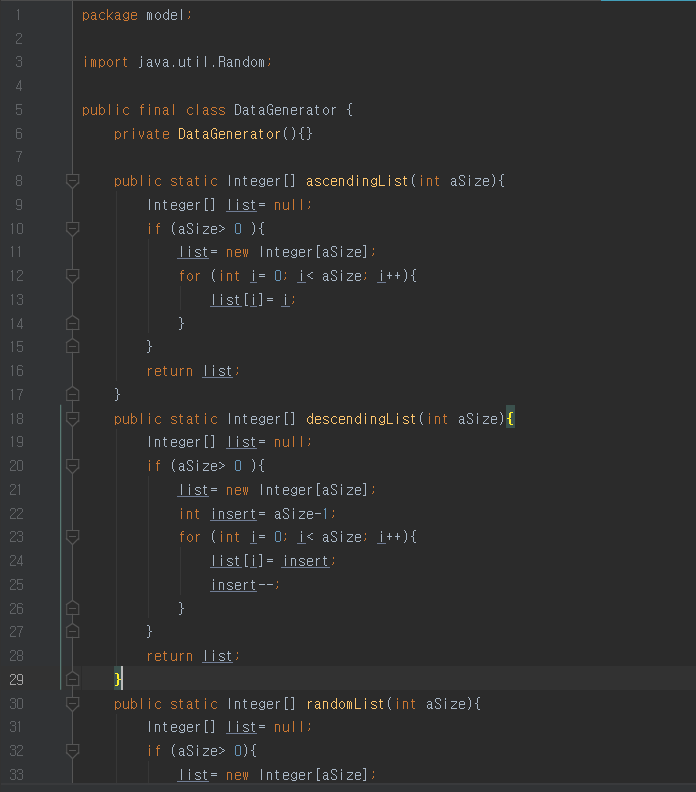 1 package model;
2
3 import java.util.Random;
4
5 public final class DataGenerator {
6     private DataGenerator(){}
7
8     public static Integer[] ascendingList(int aSize){
9         Integer[] list= null;
10         if (aSize> 0 ){
11             list= new Integer[aSize];
12             for (int i= 0; i< aSize; i++){
13                 list[i]= i;
14             }
15         }
16         return list;
17     }
18     public static Integer[] descendingList(int aSize){
19         Integer[] list= null;
20         if (aSize> 0 ){
21             list= new Integer[aSize];
22             int insert= aSize-1;
23             for (int i= 0; i< aSize; i++){
24                 list[i]= insert;
25                 insert--;
26             }
27         }
28         return list;
29     }
30     public static Integer[] randomList(int aSize){
31         Integer[] list= null;
32         if (aSize> 0){
33             list= new Integer[aSize];